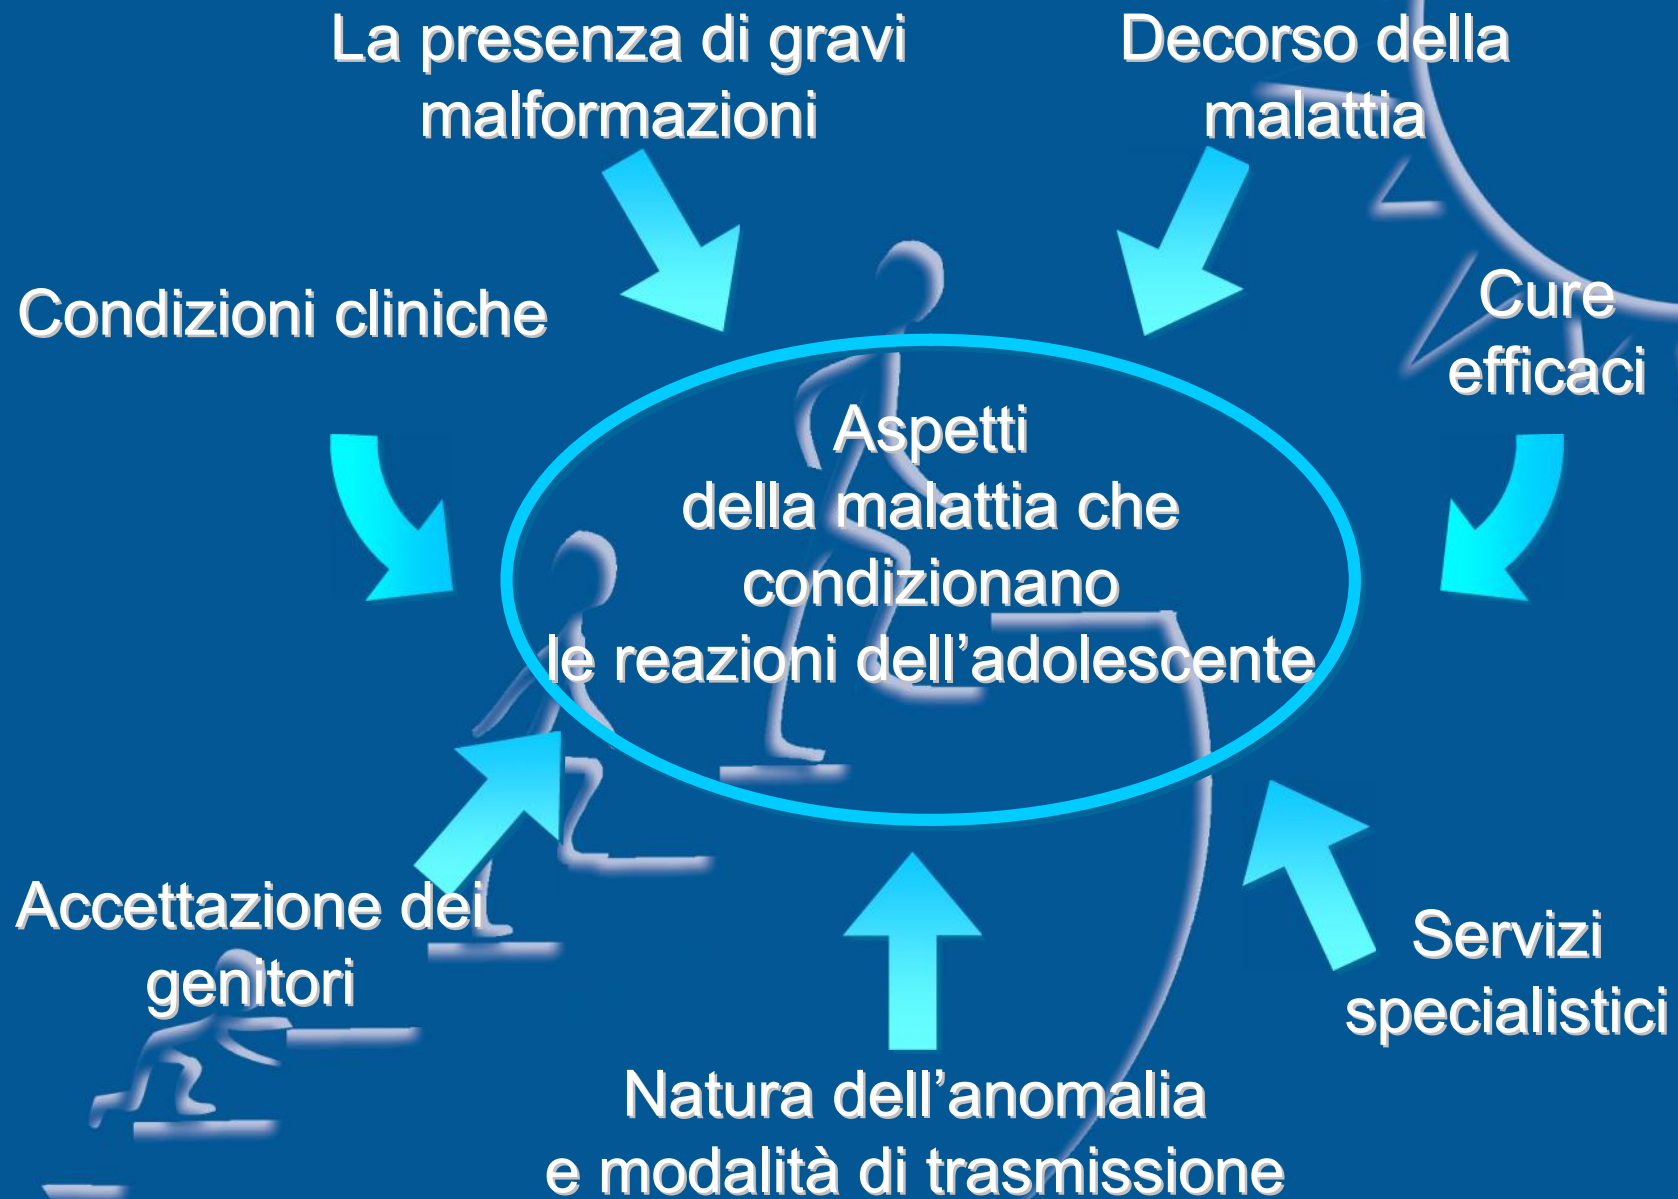 La presenza di gravi
malformazioni
Decorso della
malattia
Condizioni cliniche
Cure
efficaci
Aspetti
della malattia che
condizionano
le reazioni dell’adolescente
Accettazione dei
genitori
Servizi
specialistici
Natura dell’anomalia
e modalità di trasmissione